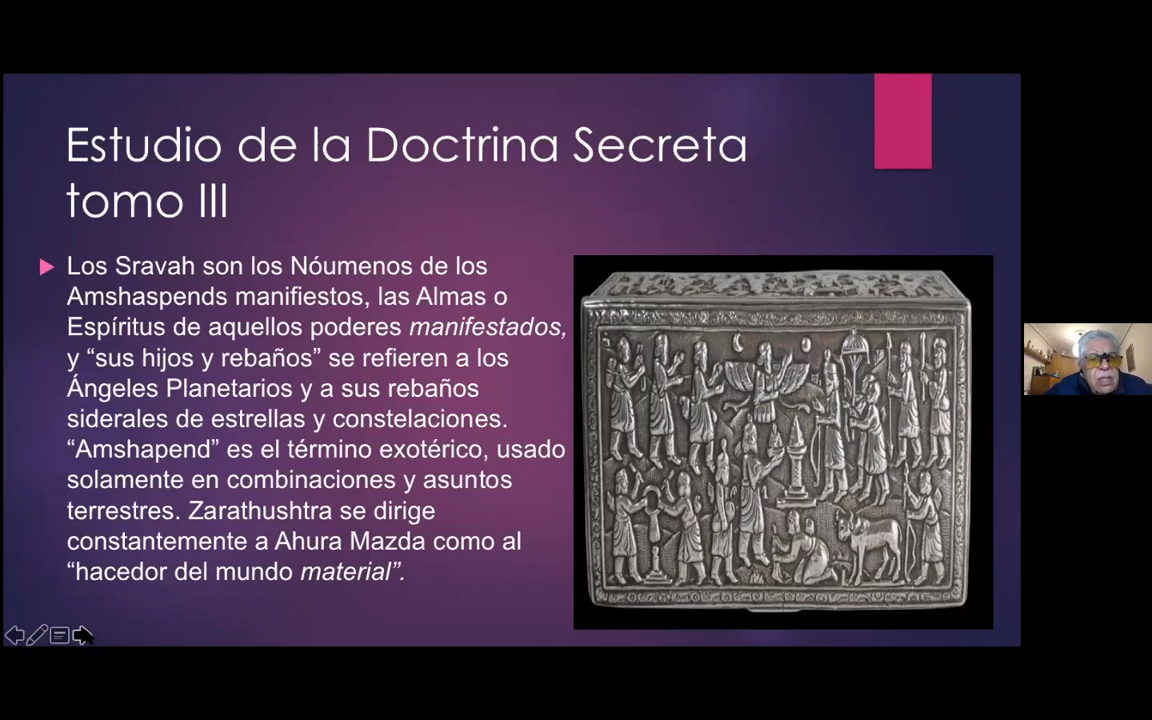 Estudio de la Doctrina Secreta
tomo III
Los Sravah son los Nóumenos de los
Amshaspends manifiestos, las Almas o
Espíritus de aquellos poderes manifestados,
y “sus hijos y rebaños” se refieren a los
Ángeles Planetarios y a sus rebaños
siderales de estrellas y constelaciones.
“Amshapend” es el término exotérico, usado
solamente en combinaciones y asuntos
terrestres. Zarathushtra se dirige
constantemente a Ahura Mazda como al
“hacedor del mundo material”.